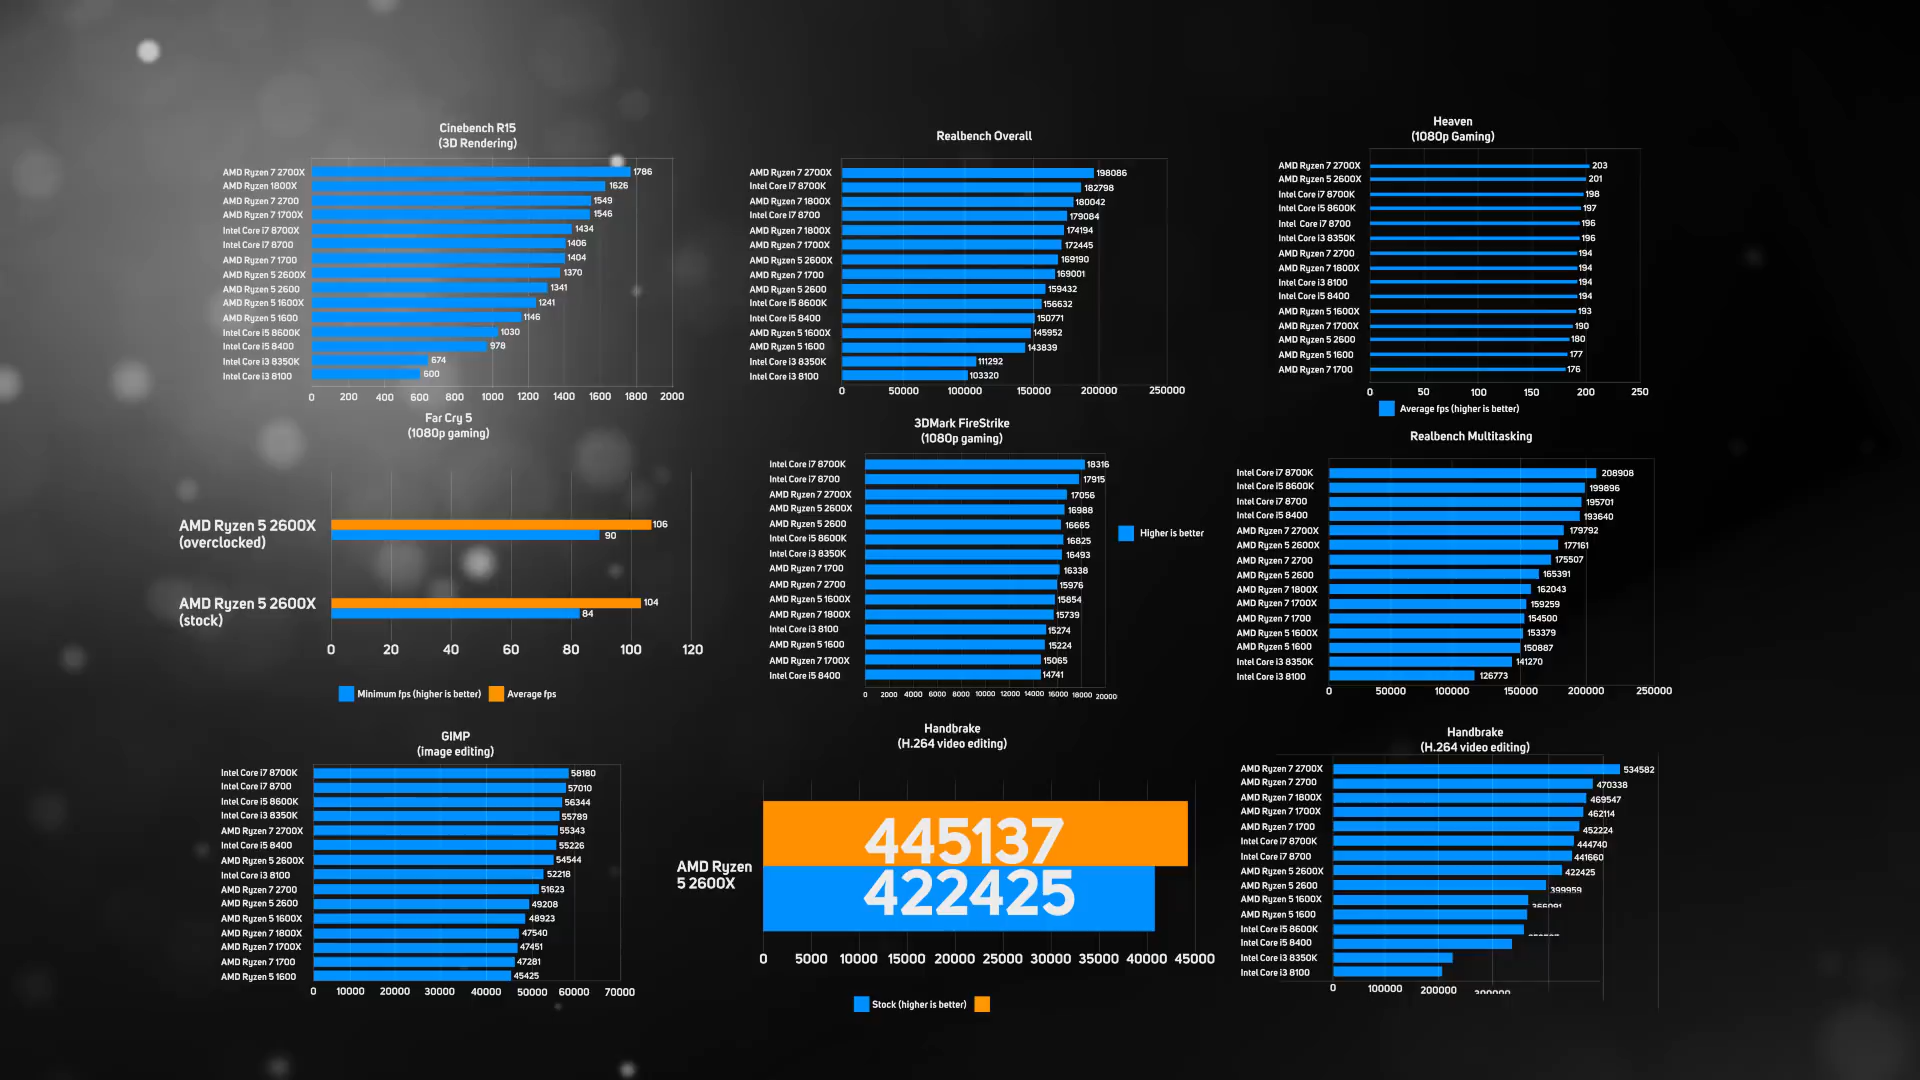 Cinebench R15
(3D Rendering)
AMD Ryzen 7 2700X 1786
AMD Ryzen 1800X 1626
AMD Ryzen 7 2700 1549
AMD Ryzen 7 1700X 1546
Intel Core i7 8700X 1434
Intel Core i7 8700 1406
AMD Ryzen 7 1700 1404
AMD Ryzen 5 2600X 1370
AMD Ryzen 5 2600 1341
AMD Ryzen 5 1600X 1241
AMD Ryzen 5 1600 1146
Intel Core i5 8600K 1030
Intel Core i5 8400 978
Intel Core i3 8350K 674
Intel Core i3 8100 600
0 200 400 600 800 1000 1200 1400 1600 1800 2000
Realbench Overall
AMD Ryzen 7 2700X 198086
Intel Core i7 8700K 182798
AMD Ryzen 7 1800X 180042
Intel Core i7 8700 179084
AMD Ryzen 7 1800X 174194
AMD Ryzen 7 1700X 172445
AMD Ryzen 5 2600X 169190
AMD Ryzen 7 1700 169001
AMD Ryzen 5 2600 159432
Intel Core i5 8600K 156632
Intel Core i5 8400 150771
AMD Ryzen 5 1600X 145952
AMD Ryzen 5 1600 143839
Intel Core i3 8350K 111292
Intel Core i3 8100 103320
0 50000 100000 150000 200000 250000
Heaven
(1080p Gaming)
AMD Ryzen 7 2700X 203
AMD Ryzen 5 2600X 201
Intel Core i7 8700K 198
Intel Core i5 8600K 197
Intel Core i7 8700 196
Intel Core i3 8350K 196
AMD Ryzen 7 2700 194
AMD Ryzen 7 1800X 194
Intel Core i3 8100 194
Intel Core i5 8400 194
AMD Ryzen 5 1600X 193
AMD Ryzen 7 1700X 190
AMD Ryzen 5 2600 180
AMD Ryzen 5 1600 177
AMD Ryzen 7 1700 176
0 50 100 150 200 250
Average fps (higher is better)
Far Cry 5
(1080p gaming)
AMD Ryzen 5 2600X
(overclocked)
106
90
AMD Ryzen 5 2600X
(stock)
104
84
0 20 40 60 80 100 120
Minimum fps (higher is better) Average fps
3DMark FireStrike
(1080p gaming)
Intel Core i7 8700K 18316
Intel Core i7 8700 17915
AMD Ryzen 7 2700X 17056
AMD Ryzen 5 2600X 16988
AMD Ryzen 5 2600 16665
Intel Core i5 8600K 16825
Intel Core i3 8350K 16493
AMD Ryzen 7 1700 16338
AMD Ryzen 7 2700 15976
AMD Ryzen 5 1600X 15854
AMD Ryzen 7 1800X 15739
Intel Core i3 8100 15274
AMD Ryzen 5 1600 15224
AMD Ryzen 7 1700X 15065
Intel Core i5 8400 14741
0 2000 4000 6000 8000 10000 12000 14000 16000 18000 20000
Higher is better
Realbench Multitasking
Intel Core i7 8700K 208908
Intel Core i5 8600K 199896
Intel Core i7 8700 195701
Intel Core i5 8400 193640
AMD Ryzen 7 2700X 179792
AMD Ryzen 5 2600X 177161
AMD Ryzen 7 2700 175507
AMD Ryzen 5 2600 165391
AMD Ryzen 7 1800X 162043
AMD Ryzen 7 1700X 159259
AMD Ryzen 7 1700 154500
AMD Ryzen 5 1600X 153379
AMD Ryzen 5 1600 150887
Intel Core i3 8350K 141270
Intel Core i3 8100 126773
0 50000 100000 150000 200000 250000
GIMP
(image editing)
Intel Core i7 8700K 58180
Intel Core i7 8700 57010
Intel Core i5 8600K 56344
Intel Core i3 8350K 55789
AMD Ryzen 7 2700X 55343
Intel Core i5 8400 55226
AMD Ryzen 5 2600X 54544
Intel Core i3 8100 52218
AMD Ryzen 7 2700 51623
AMD Ryzen 5 2600 49208
AMD Ryzen 5 1600X 48923
AMD Ryzen 7 1800X 47540
AMD Ryzen 7 1700X 47451
AMD Ryzen 7 1700 47281
AMD Ryzen 5 1600 45425
0 10000 20000 30000 40000 50000 60000 70000
Handbrake
(H.264 video editing)
AMD Ryzen
5 2600X
445137
422425
0 5000 10000 15000 20000 25000 30000 35000 40000 45000
Stock (higher is better)
Handbrake
(H.264 video editing)
AMD Ryzen 7 2700X 534582
AMD Ryzen 7 2700 470338
AMD Ryzen 7 1800X 469547
AMD Ryzen 7 1700X 462114
AMD Ryzen 7 1700 452224
Intel Core i7 8700K 444740
Intel Core i7 8700 441660
AMD Ryzen 5 2600X 422425
AMD Ryzen 5 2600 399959
AMD Ryzen 5 1600X
AMD Ryzen 5 1600
Intel Core i5 8600K
Intel Core i5 8400
Intel Core i3 8350K
Intel Core i3 8100
0 100000 200000 300000